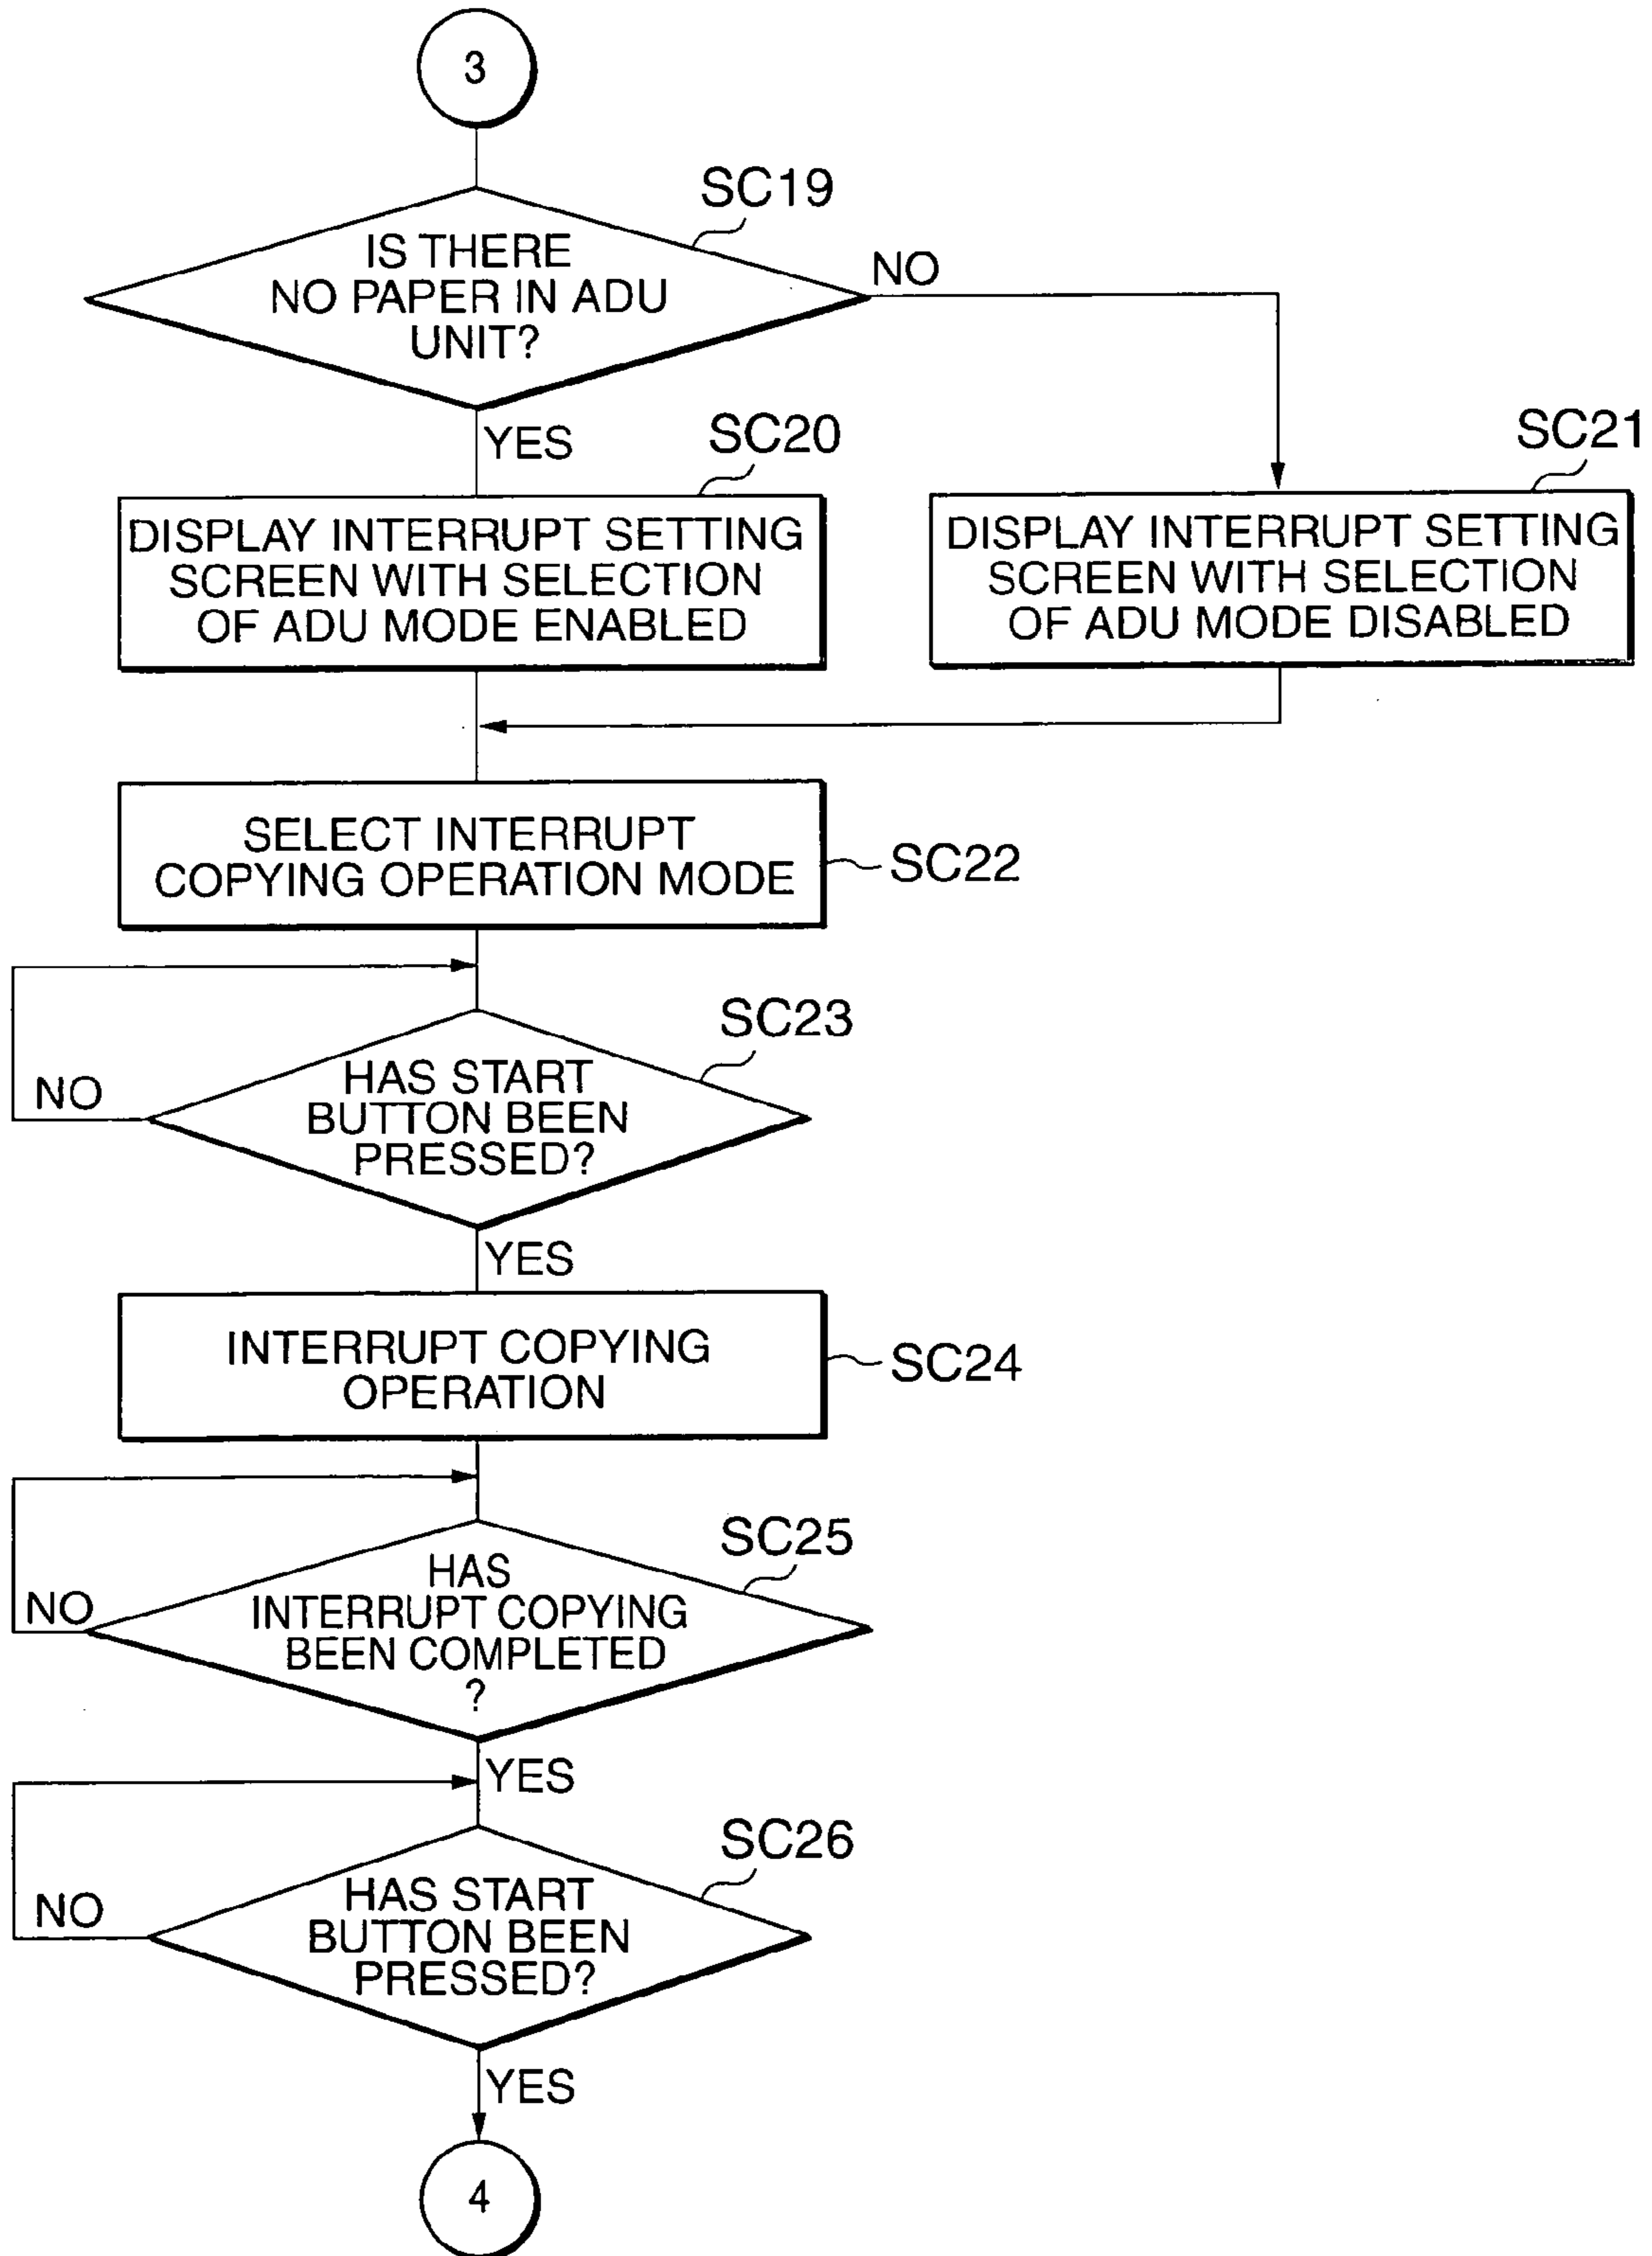 3
SC19
IS THERE
NO PAPER IN ADU
UNIT?
NO
YES
SC20
SC21
DISPLAY INTERRUPT SETTING
SCREEN WITH SELECTION
OF ADU MODE ENABLED
DISPLAY INTERRUPT SETTING
SCREEN WITH SELECTION
OF ADU MODE DISABLED
SELECT INTERRUPT
COPYING OPERATION MODE
SC22
SC23
HAS START
BUTTON BEEN
PRESSED?
NO
YES
INTERRUPT COPYING
OPERATION
SC24
SC25
HAS
INTERRUPT COPYING
BEEN COMPLETED
?
NO
YES
SC26
HAS START
BUTTON BEEN
PRESSED?
NO
YES
4